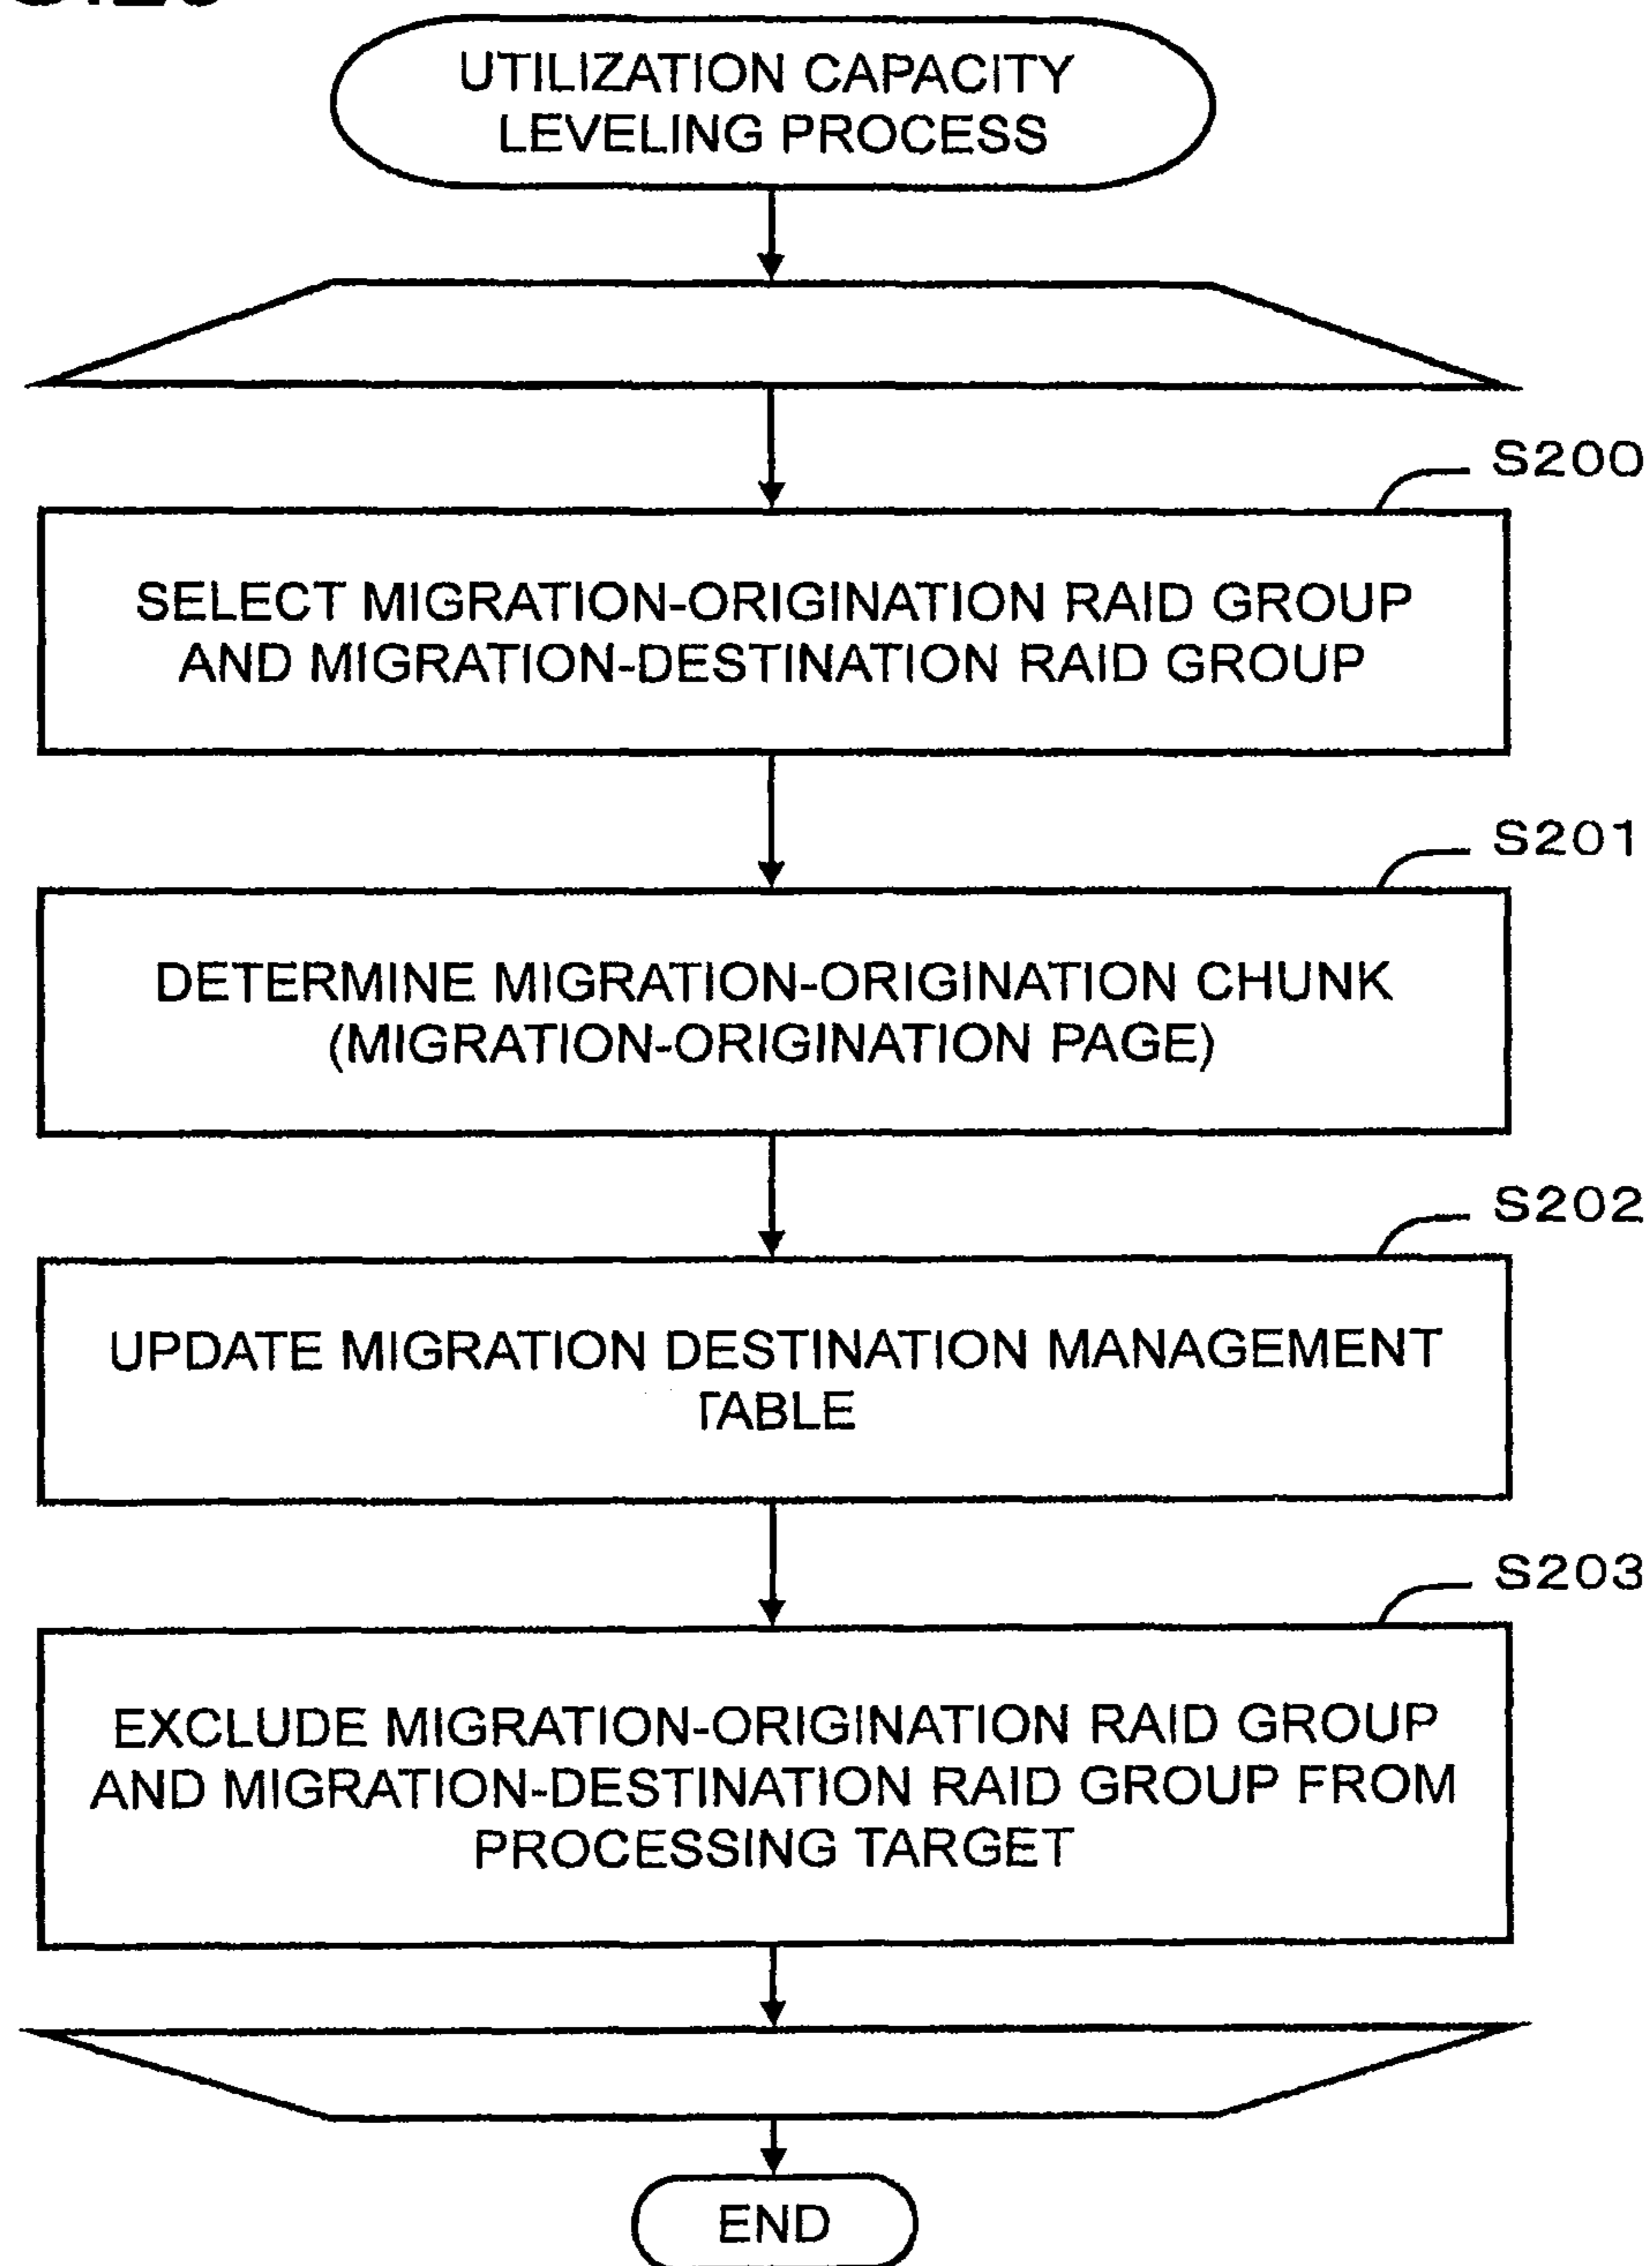 UTILIZATION CAPACITY
LEVELING PROCESS
S200
SELECT MIGRATION-ORIGINATION RAID GROUP
AND MIGRATION-DESTINATION RAID GROUP
S201
DETERMINE MIGRATION-ORIGINATION CHUNK
(MIGRATION-ORIGINATION PAGE)
S202
UPDATE MIGRATION DESTINATION MANAGEMENT
TABLE
S203
EXCLUDE MIGRATION-ORIGINATION RAID GROUP
AND MIGRATION-DESTINATION RAID GROUP FROM
PROCESSING TARGET
END